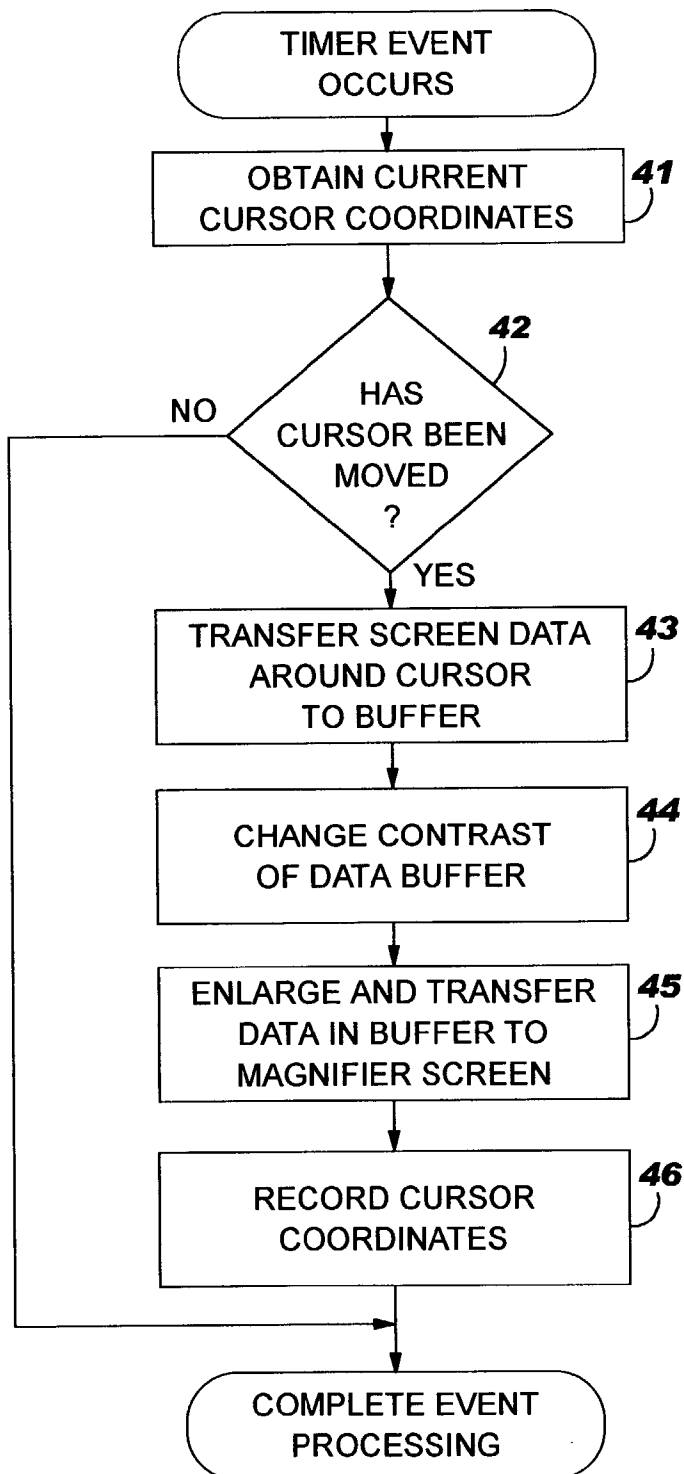 TIMER EVENT
OCCURS
OBTAIN CURRENT
CURSOR COORDINATES
41
42
HAS
CURSOR BEEN
MOVED
?
NO
YES
TRANSFER SCREEN DATA
AROUND CURSOR
TO BUFFER
43
CHANGE CONTRAST
OF DATA BUFFER
44
ENLARGE AND TRANSFER
DATA IN BUFFER TO
MAGNIFIER SCREEN
45
RECORD CURSOR
COORDINATES
46
COMPLETE EVENT
PROCESSING